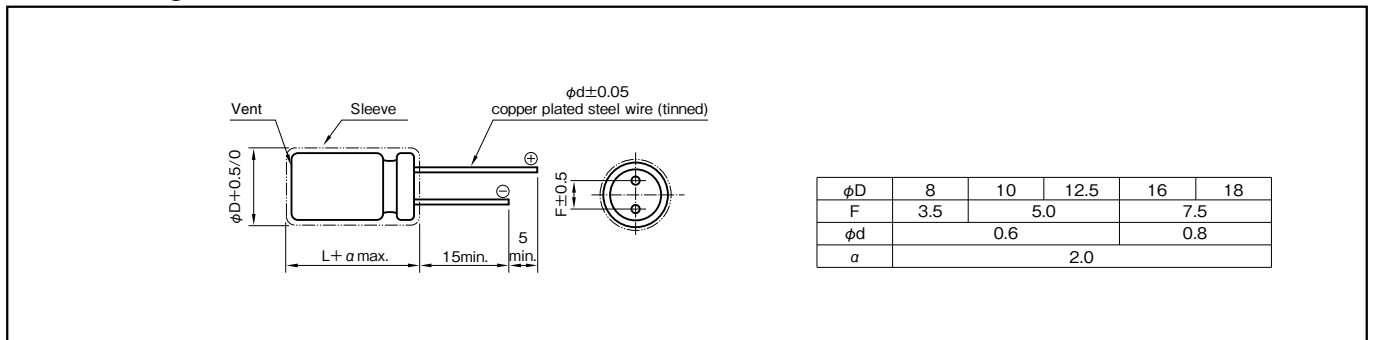 φd±0.05
copper plated steel wire (tinned)
Vent
Sleeve
φD+0.5/0
⊕
⊖
L+α max.
15min.
5
min.
F±0.5
φD 8 10 12.5 16 18
F 3.5 5.0 7.5
φd 0.6 0.8
α 2.0